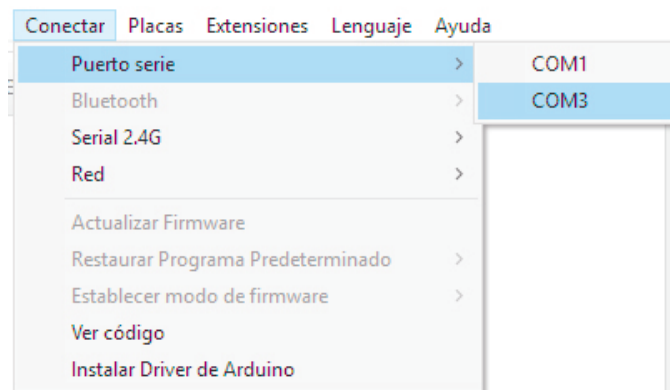 Conectar Placas Extensiones Lenguaje Ayuda
Puerto serie
COM1
Bluetooth
COM3
Serial 2.4G
Red
Actualizar Firmware
Restaurar Programa Predeterminado
Establecer modo de firmware
Ver código
Instalar Driver de Arduino